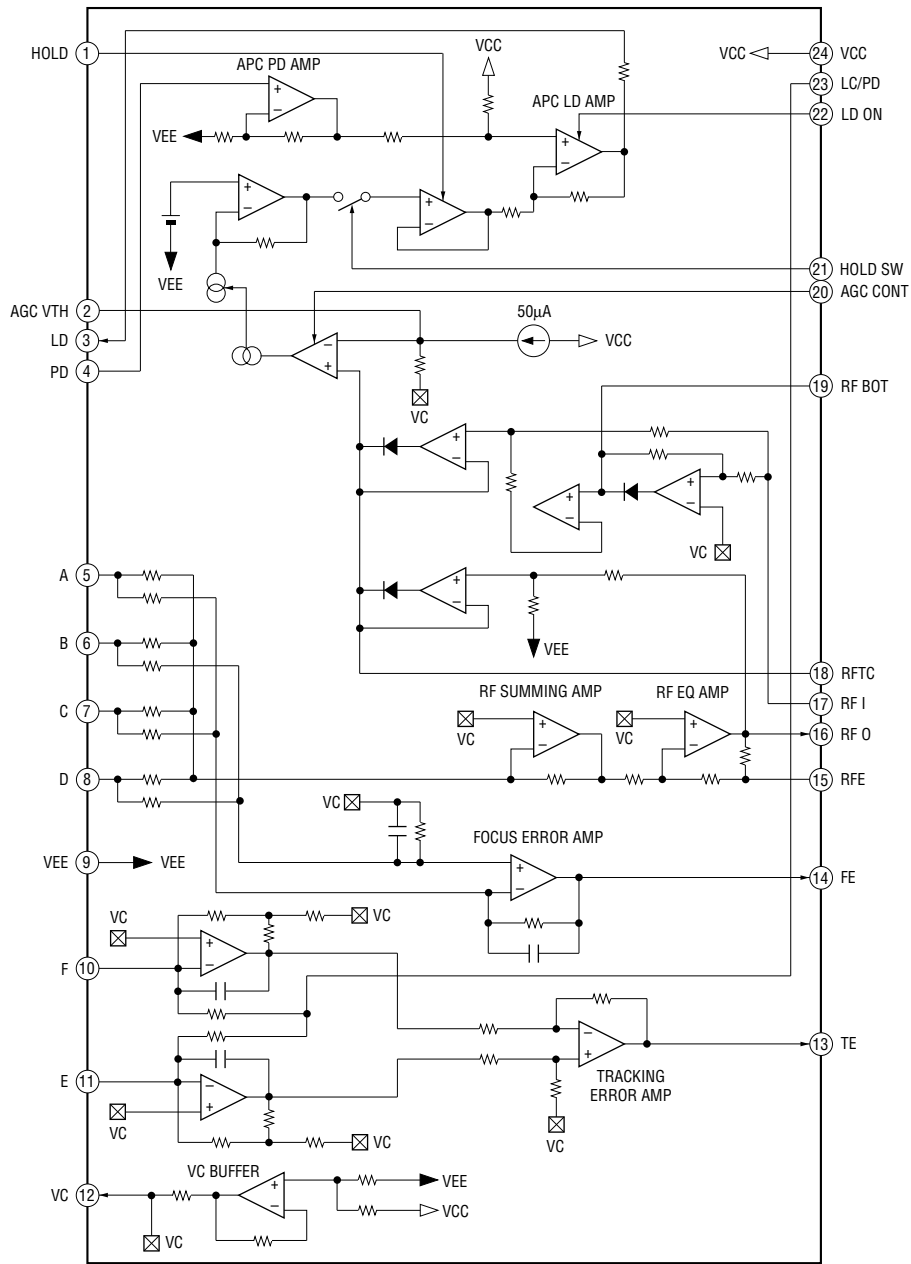 HOLD 1
VCC
VCC 24 VCC
23 LC/PD
APC PD AMP
APC LD AMP
22 LD ON
+
−
VEE
+
−
+
−
+
−
VEE
21 HOLD SW
20 AGC CONT
AGC VTH 2
50µA
LD 3
−
VCC
PD 4
+
VC
19 RF BOT
+
−
+
−
+
−
VC
A 5
+
−
B 6
VEE
18 RFTC
RF SUMMING AMP
RF EQ AMP
17 RF I
C 7
VC
+
−
VC
+
−
16 RF O
D 8
15 RFE
VC
FOCUS ERROR AMP
VEE 9 VEE
+
−
14 FE
VC
VC
+
−
F 10
−
+
13 TE
E 11
−
+
TRACKING
ERROR AMP
VC
VC
VC
VC BUFFER
+
−
VEE
VC 12
VCC
VC